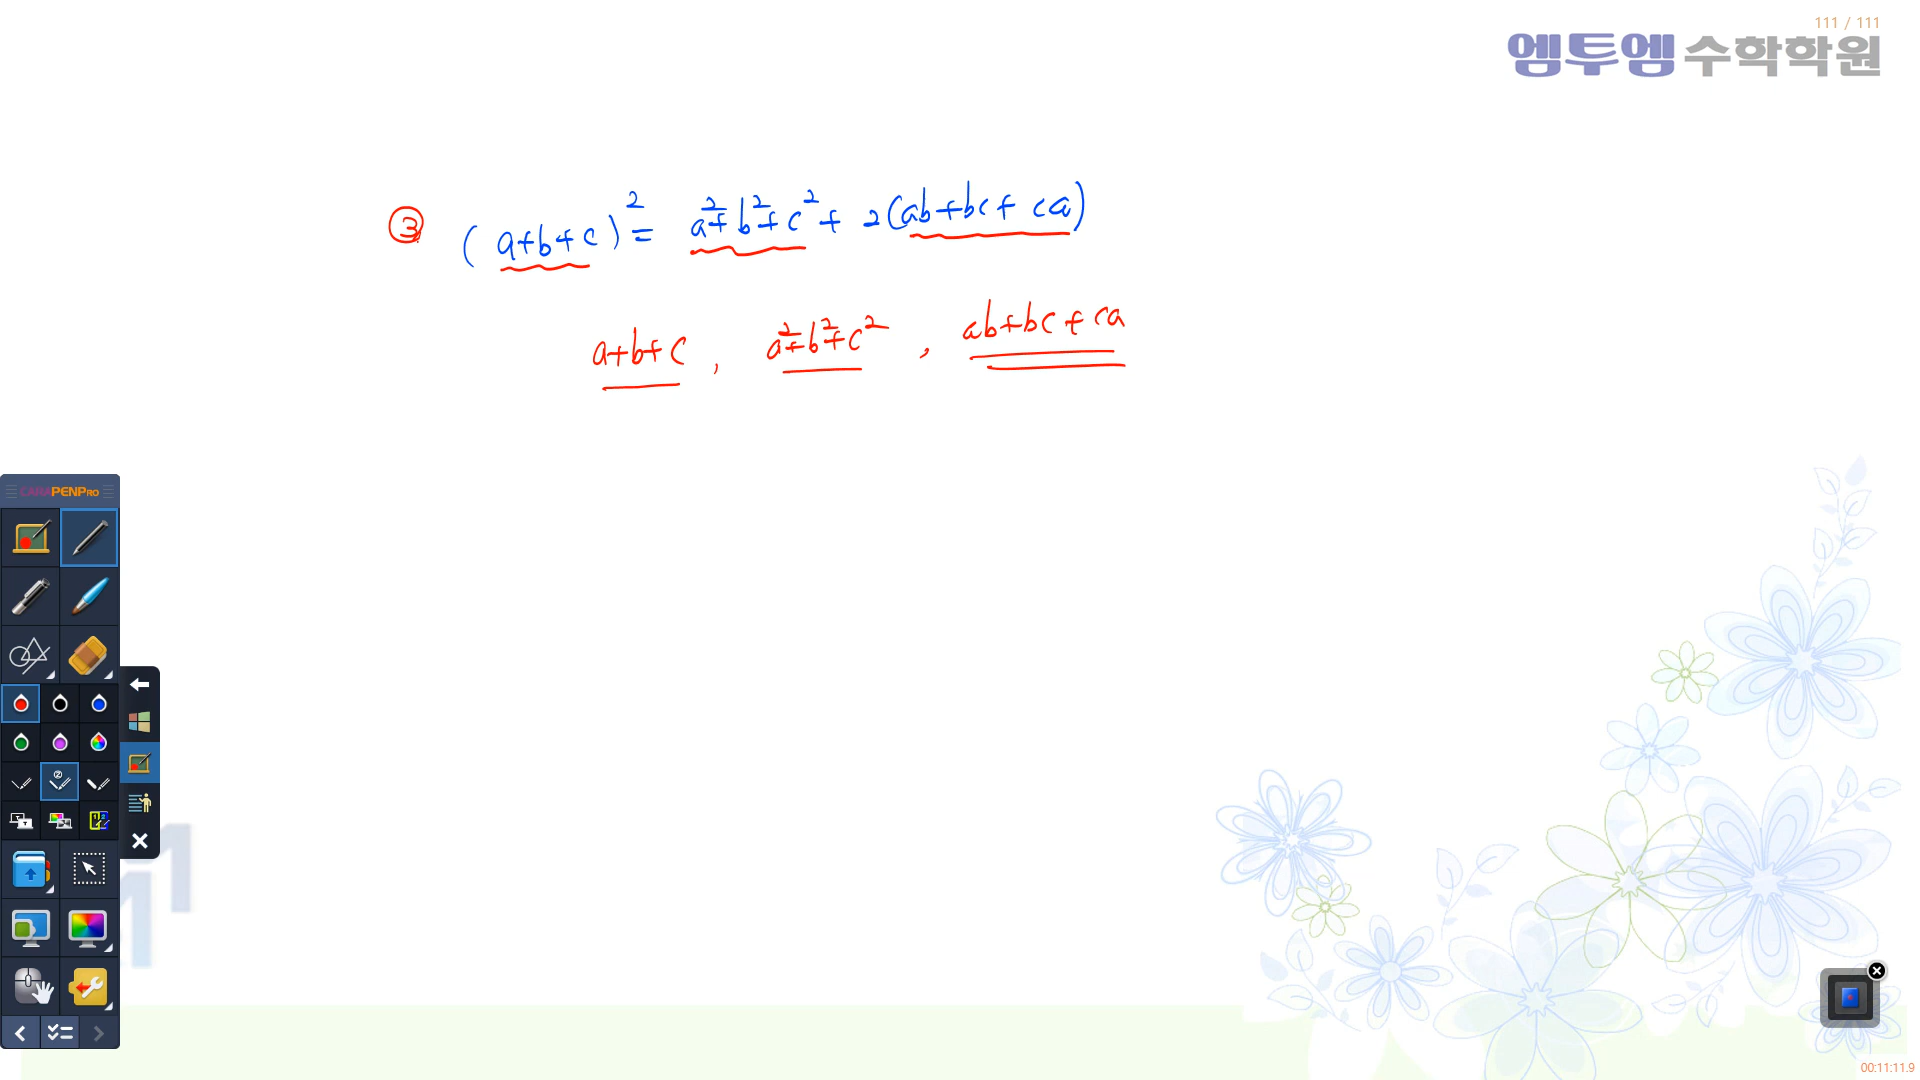 111 / 111
엠투엠 수학학원
③ (a+b+c)² = a²+b²+c²+ 2(ab+bc+ca)
a+b+c , a²+b²+c² , ab+bc+ca
CARAPENPRO
00:11:11.9